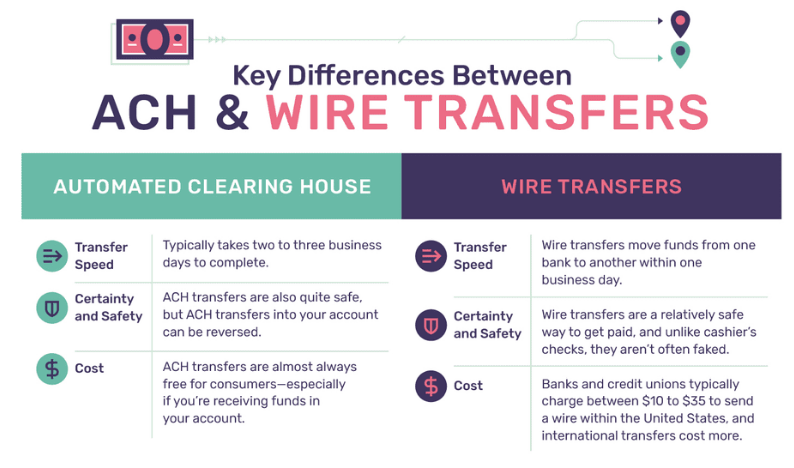 Key Differences Between
ACH & WIRE TRANSFERS
AUTOMATED CLEARING HOUSE
Transfer
Speed
Typically takes two to three business
days to complete.
Certainty
and Safety
ACH transfers are also quite safe,
but ACH transfers into your account
can be reversed.
Cost
ACH transfers are almost always
free for consumers—especially
if you’re receiving funds in
your account.
WIRE TRANSFERS
Transfer
Speed
Wire transfers move funds from one
bank to another within one
business day.
Certainty
and Safety
Wire transfers are a relatively safe
way to get paid, and unlike cashier’s
checks, they aren’t often faked.
Cost
Banks and credit unions typically
charge between $10 to $35 to send
a wire within the United States, and
international transfers cost more.